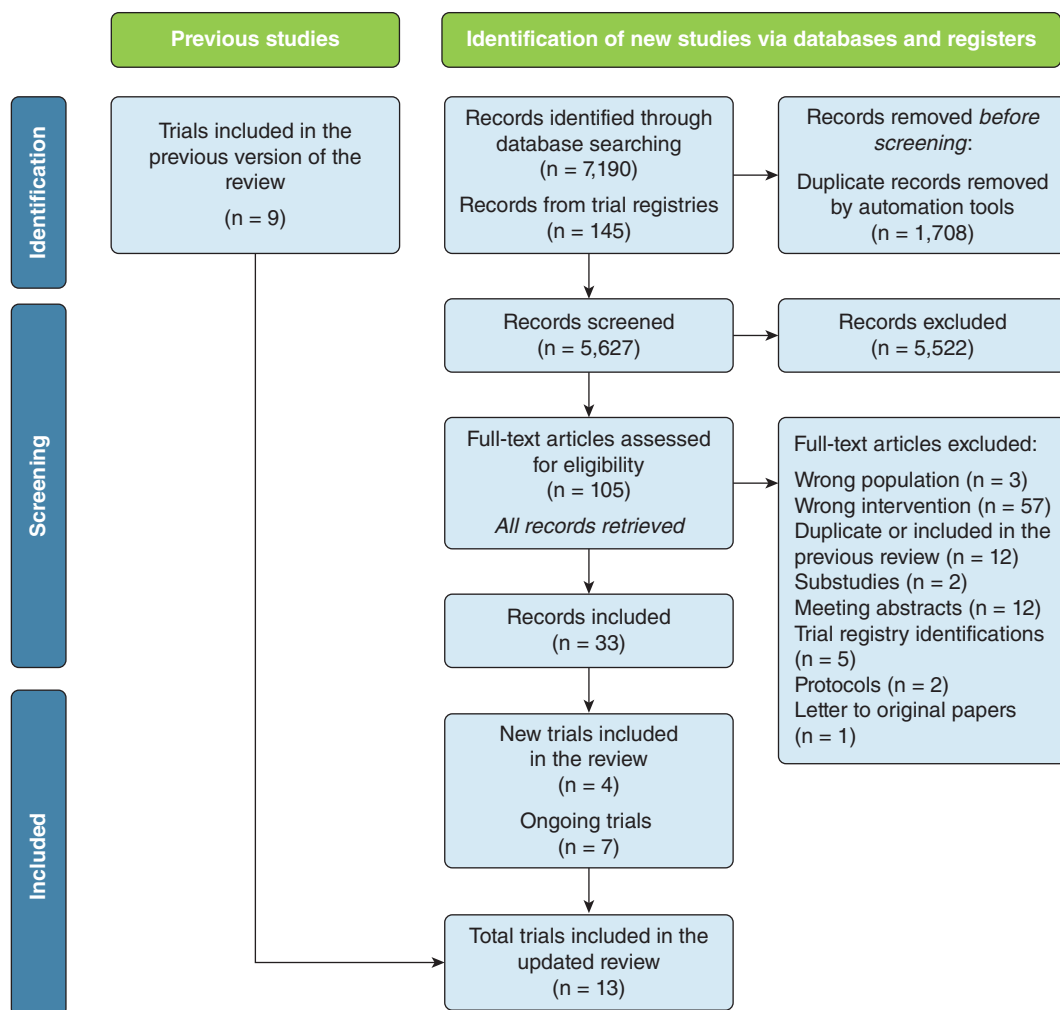 Previous studies
Identification of new studies via databases and registers
Identification
Trials included in the
previous version of the
review
(n = 9)
Records identified through
database searching
(n = 7,190)
Records from trial registries
(n = 145)
Records removed before
screening:
Duplicate records removed
by automation tools
(n = 1,708)
Screening
Records screened
(n = 5,627)
Records excluded
(n = 5,522)
Full-text articles assessed
for eligibility
(n = 105)
All records retrieved
Full-text articles excluded:
Wrong population (n = 3)
Wrong intervention (n = 57)
Duplicate or included in the
previous review (n = 12)
Substudies (n = 2)
Meeting abstracts (n = 12)
Trial registry identifications
(n = 5)
Protocols (n = 2)
Letter to original papers
(n = 1)
Records included
(n = 33)
Included
New trials included
in the review
(n = 4)
Ongoing trials
(n = 7)
Total trials included in the
updated review
(n = 13)